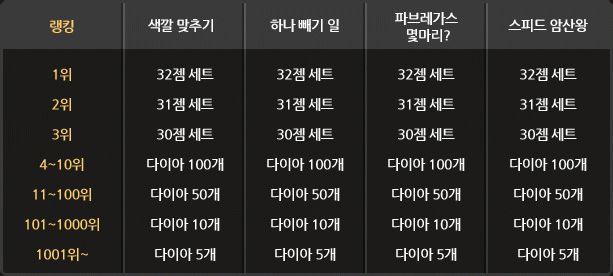 랭킹 색깔 맞추기 하나 빼기 일 파브레가스 몇마리? 스피드 암산왕
1위 32젬 세트 32젬 세트 32젬 세트 32젬 세트
2위 31젬 세트 31젬 세트 31젬 세트 31젬 세트
3위 30젬 세트 30젬 세트 30젬 세트 30젬 세트
4~10위 다이아 100개 다이아 100개 다이아 100개 다이아 100개
11~100위 다이아 50개 다이아 50개 다이아 50개 다이아 50개
101~1000위 다이아 10개 다이아 10개 다이아 10개 다이아 10개
1001위~ 다이아 5개 다이아 5개 다이아 5개 다이아 5개